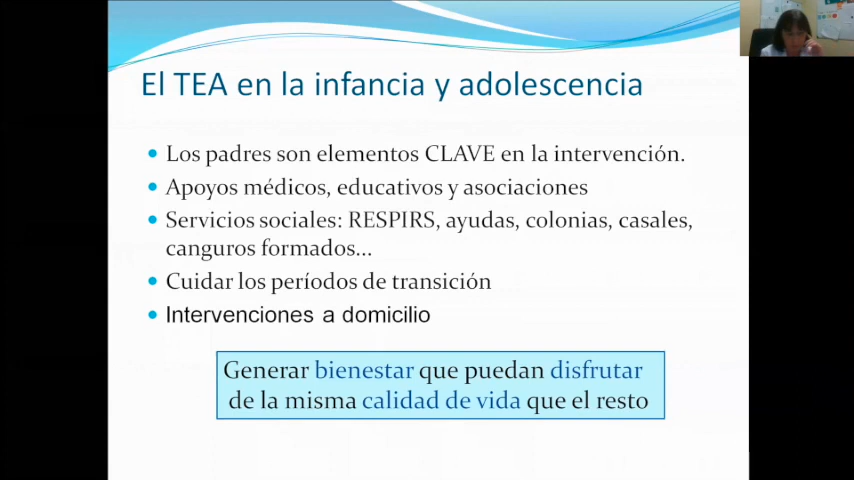 El TEA en la infancia y adolescencia
• Los padres son elementos CLAVE en la intervención.
• Apoyos médicos, educativos y asociaciones
• Servicios sociales: RESPIRS, ayudas, colonias, casales,
canguros formados...
• Cuidar los períodos de transición
• Intervenciones a domicilio
Generar bienestar que puedan disfrutar
de la misma calidad de vida que el resto